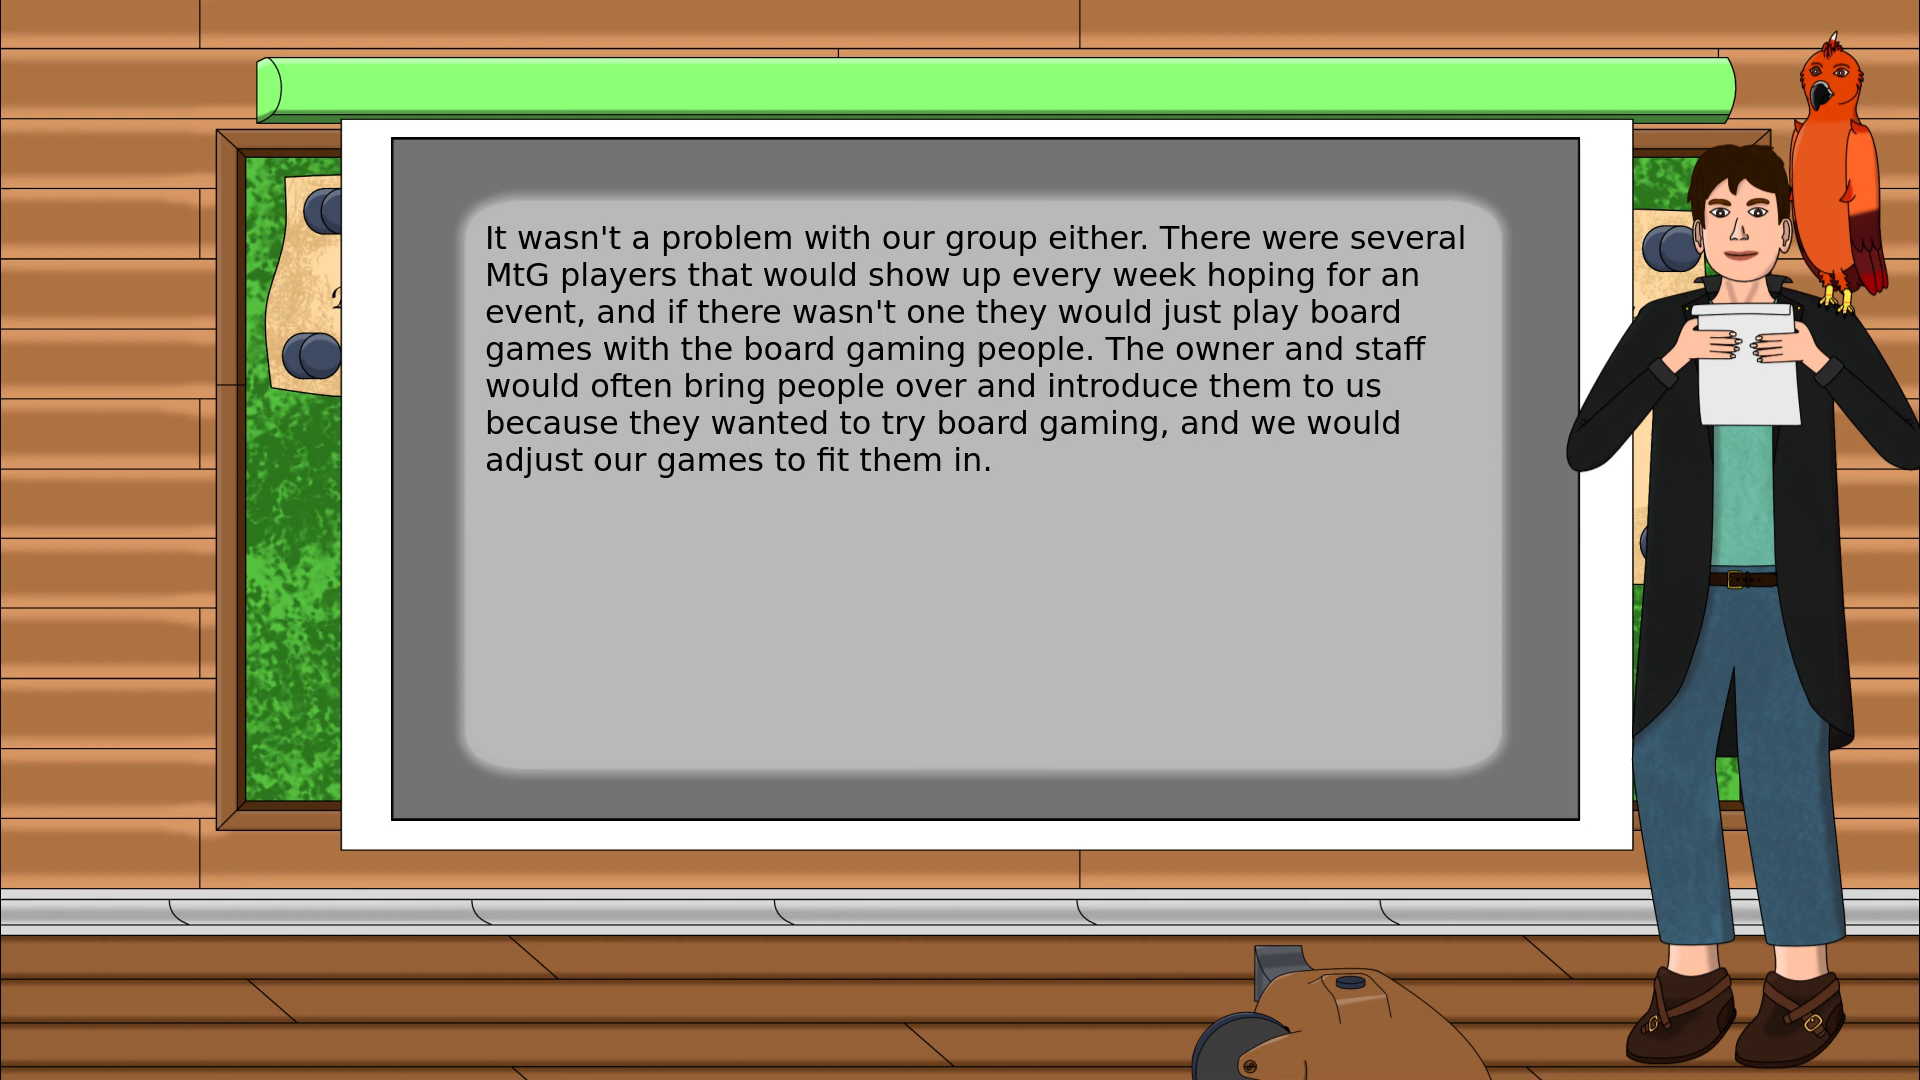 It wasn't a problem with our group either. There were several
MtG players that would show up every week hoping for an
event, and if there wasn't one they would just play board
games with the board gaming people. The owner and staff
would often bring people over and introduce them to us
because they wanted to try board gaming, and we would
adjust our games to fit them in.